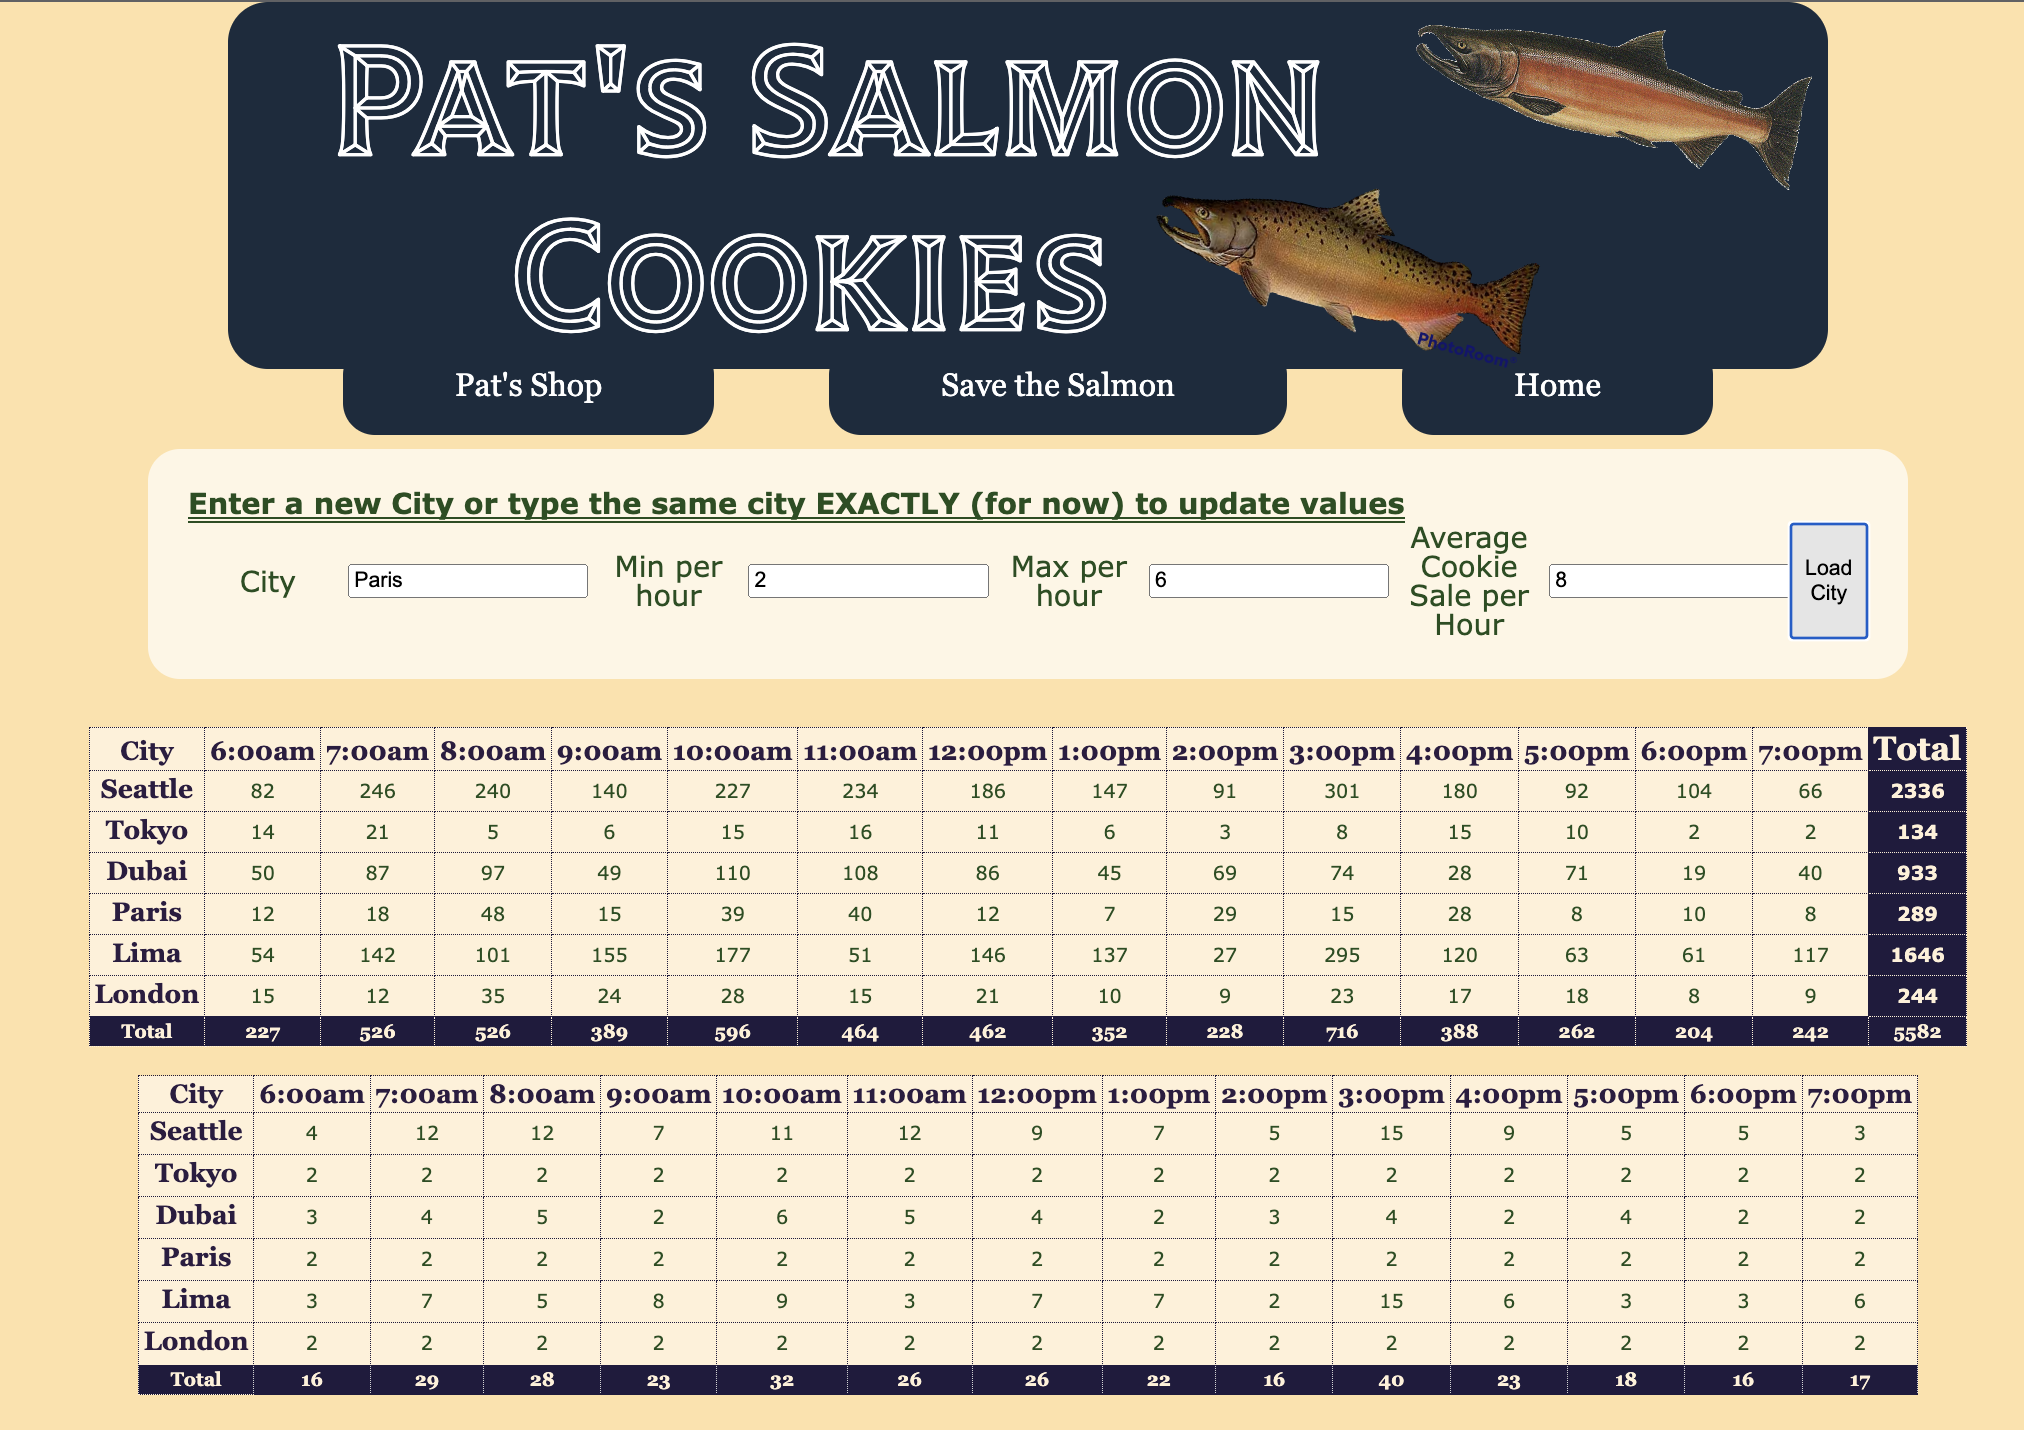 Pat's Salmon
Cookies
PhotoRoom
Pat's Shop Save the Salmon Home
Enter a new City or type the same city EXACTLY (for now) to update values
City Paris Min per hour 2 Max per hour 6 Average Cookie Sale per Hour 8 Load City
City 6:00am 7:00am 8:00am 9:00am 10:00am 11:00am 12:00pm 1:00pm 2:00pm 3:00pm 4:00pm 5:00pm 6:00pm 7:00pm Total
Seattle 82 246 240 140 227 234 186 147 91 301 180 92 104 66 2336
Tokyo 14 21 5 6 15 16 11 6 3 8 15 10 2 2 134
Dubai 50 87 97 49 110 108 86 45 69 74 28 71 19 40 933
Paris 12 18 48 15 39 40 12 7 29 15 28 8 10 8 289
Lima 54 142 101 155 177 51 146 137 27 295 120 63 61 117 1646
London 15 12 35 24 28 15 21 10 9 23 17 18 8 9 244
Total 227 526 526 389 596 464 462 352 228 716 388 262 204 242 5582
City 6:00am 7:00am 8:00am 9:00am 10:00am 11:00am 12:00pm 1:00pm 2:00pm 3:00pm 4:00pm 5:00pm 6:00pm 7:00pm
Seattle 4 12 12 7 11 12 9 7 5 15 9 5 5 3
Tokyo 2 2 2 2 2 2 2 2 2 2 2 2 2 2
Dubai 3 4 5 2 6 5 4 2 3 4 2 4 2 2
Paris 2 2 2 2 2 2 2 2 2 2 2 2 2 2
Lima 3 7 5 8 9 3 7 7 2 15 6 3 3 6
London 2 2 2 2 2 2 2 2 2 2 2 2 2 2
Total 16 29 28 23 32 26 26 22 16 40 23 18 16 17